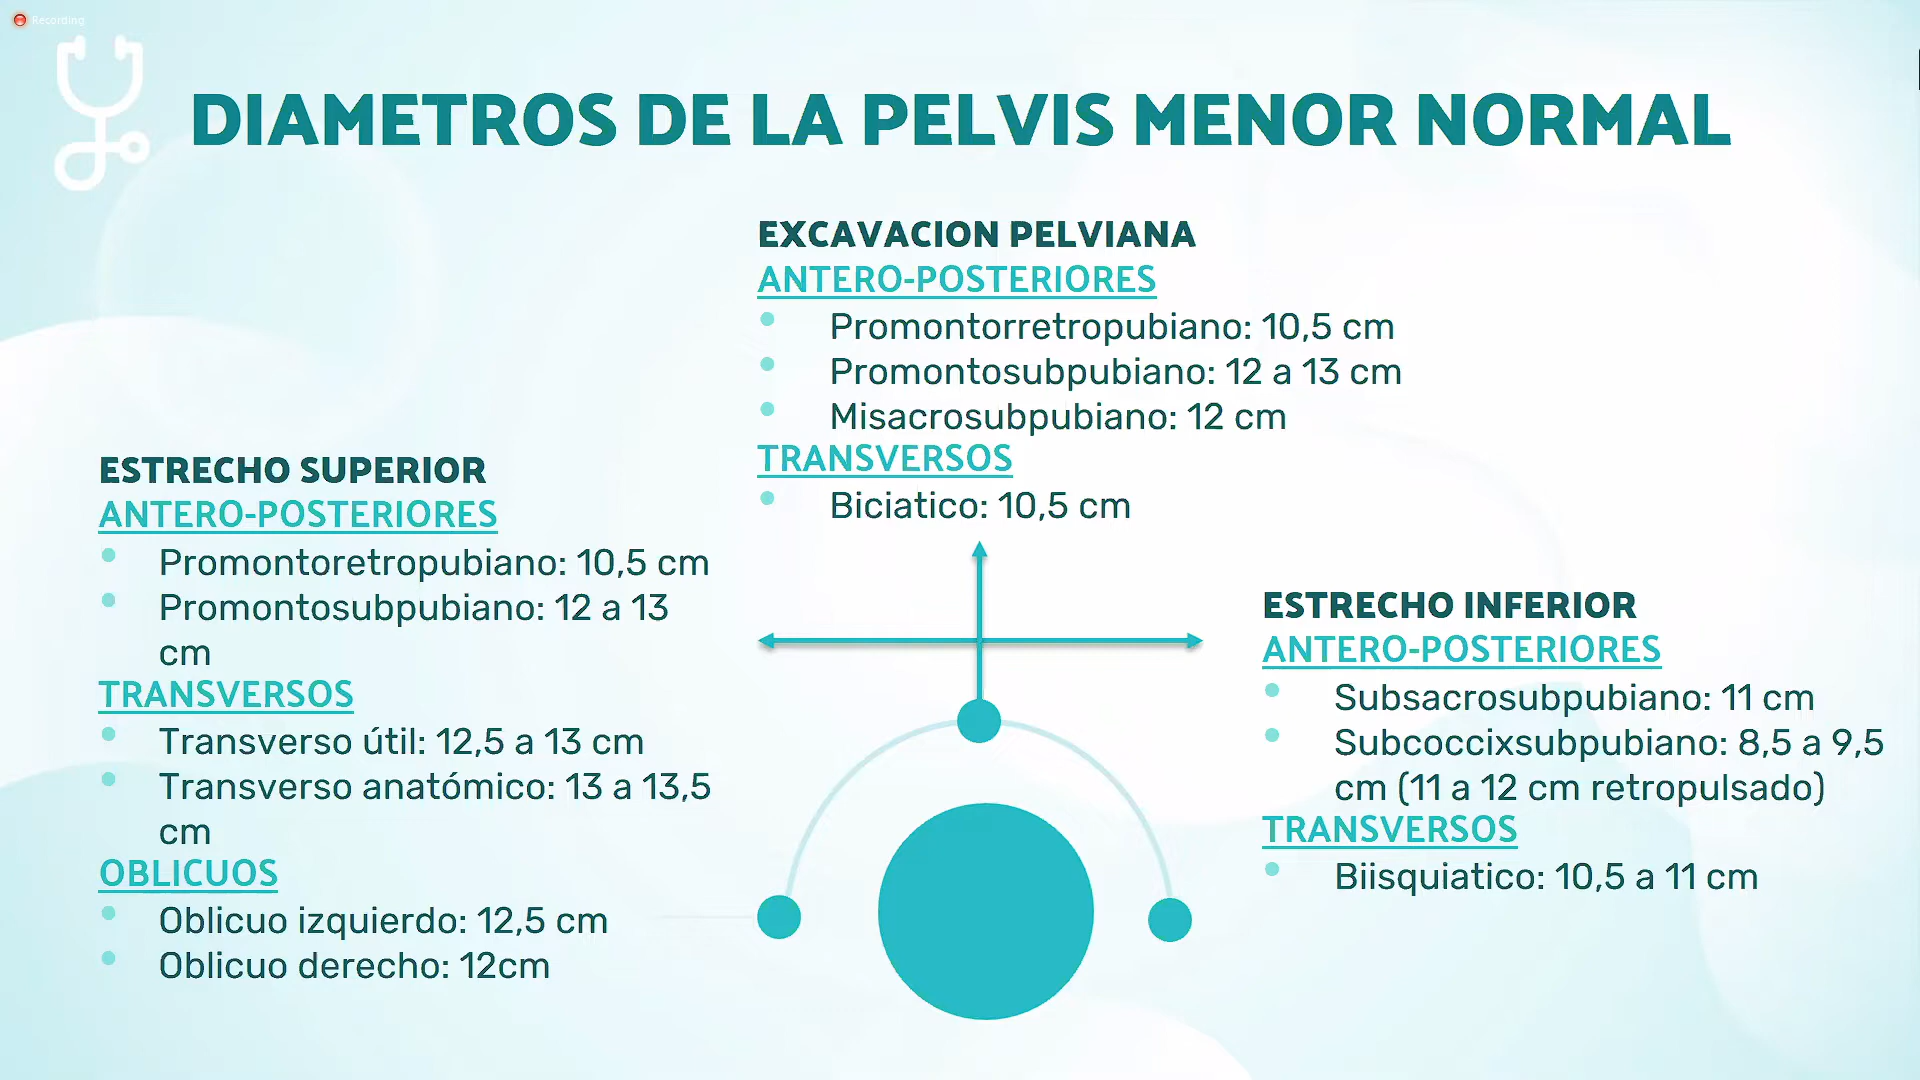 Recording
DIAMETROS DE LA PELVIS MENOR NORMAL
EXCAVACION PELVIANA
ANTERO-POSTERIORES
Promontorretropubiano: 10,5 cm
Promontosubpubiano: 12 a 13 cm
Misacrosubpubiano: 12 cm
TRANSVERSOS
Biciatico: 10,5 cm
ESTRECHO SUPERIOR
ANTERO-POSTERIORES
Promontoretropubiano: 10,5 cm
Promontosubpubiano: 12 a 13
cm
TRANSVERSOS
Transverso útil: 12,5 a 13 cm
Transverso anatómico: 13 a 13,5
cm
OBLICUOS
Oblicuo izquierdo: 12,5 cm
Oblicuo derecho: 12cm
ESTRECHO INFERIOR
ANTERO-POSTERIORES
Subsacrosubpubiano: 11 cm
Subcoccixsubpubiano: 8,5 a 9,5
cm (11 a 12 cm retropulsado)
TRANSVERSOS
Biisquiatico: 10,5 a 11 cm